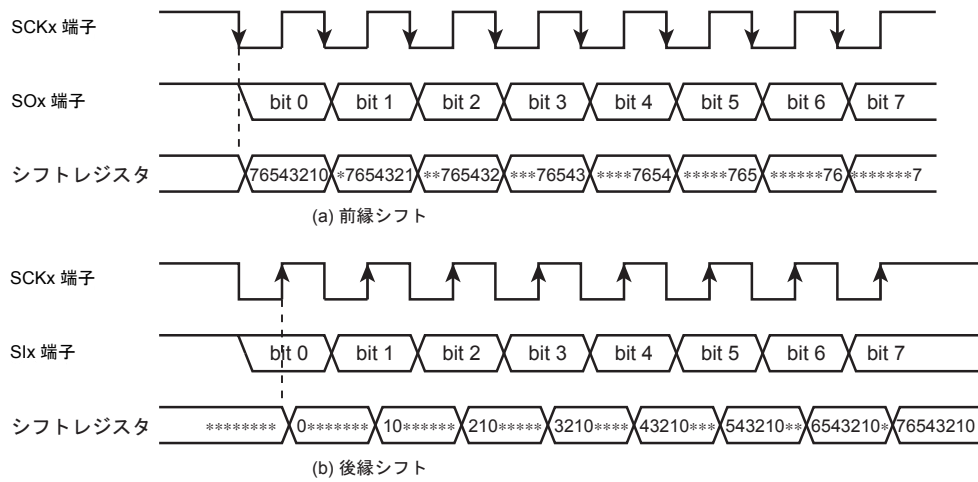 SCKx 端子
SOx 端子 bit 0 bit 1 bit 2 bit 3 bit 4 bit 5 bit 6 bit 7
シフトレジスタ 76543210 *7654321 **765432 ***76543 ****7654 *****765 ******76 *******7
(a) 前縁シフト
SCKx 端子
SIx 端子 bit 0 bit 1 bit 2 bit 3 bit 4 bit 5 bit 6 bit 7
シフトレジスタ ******** 0******* 10****** 210***** 3210**** 43210*** 543210** 6543210* 76543210
(b) 後縁シフト